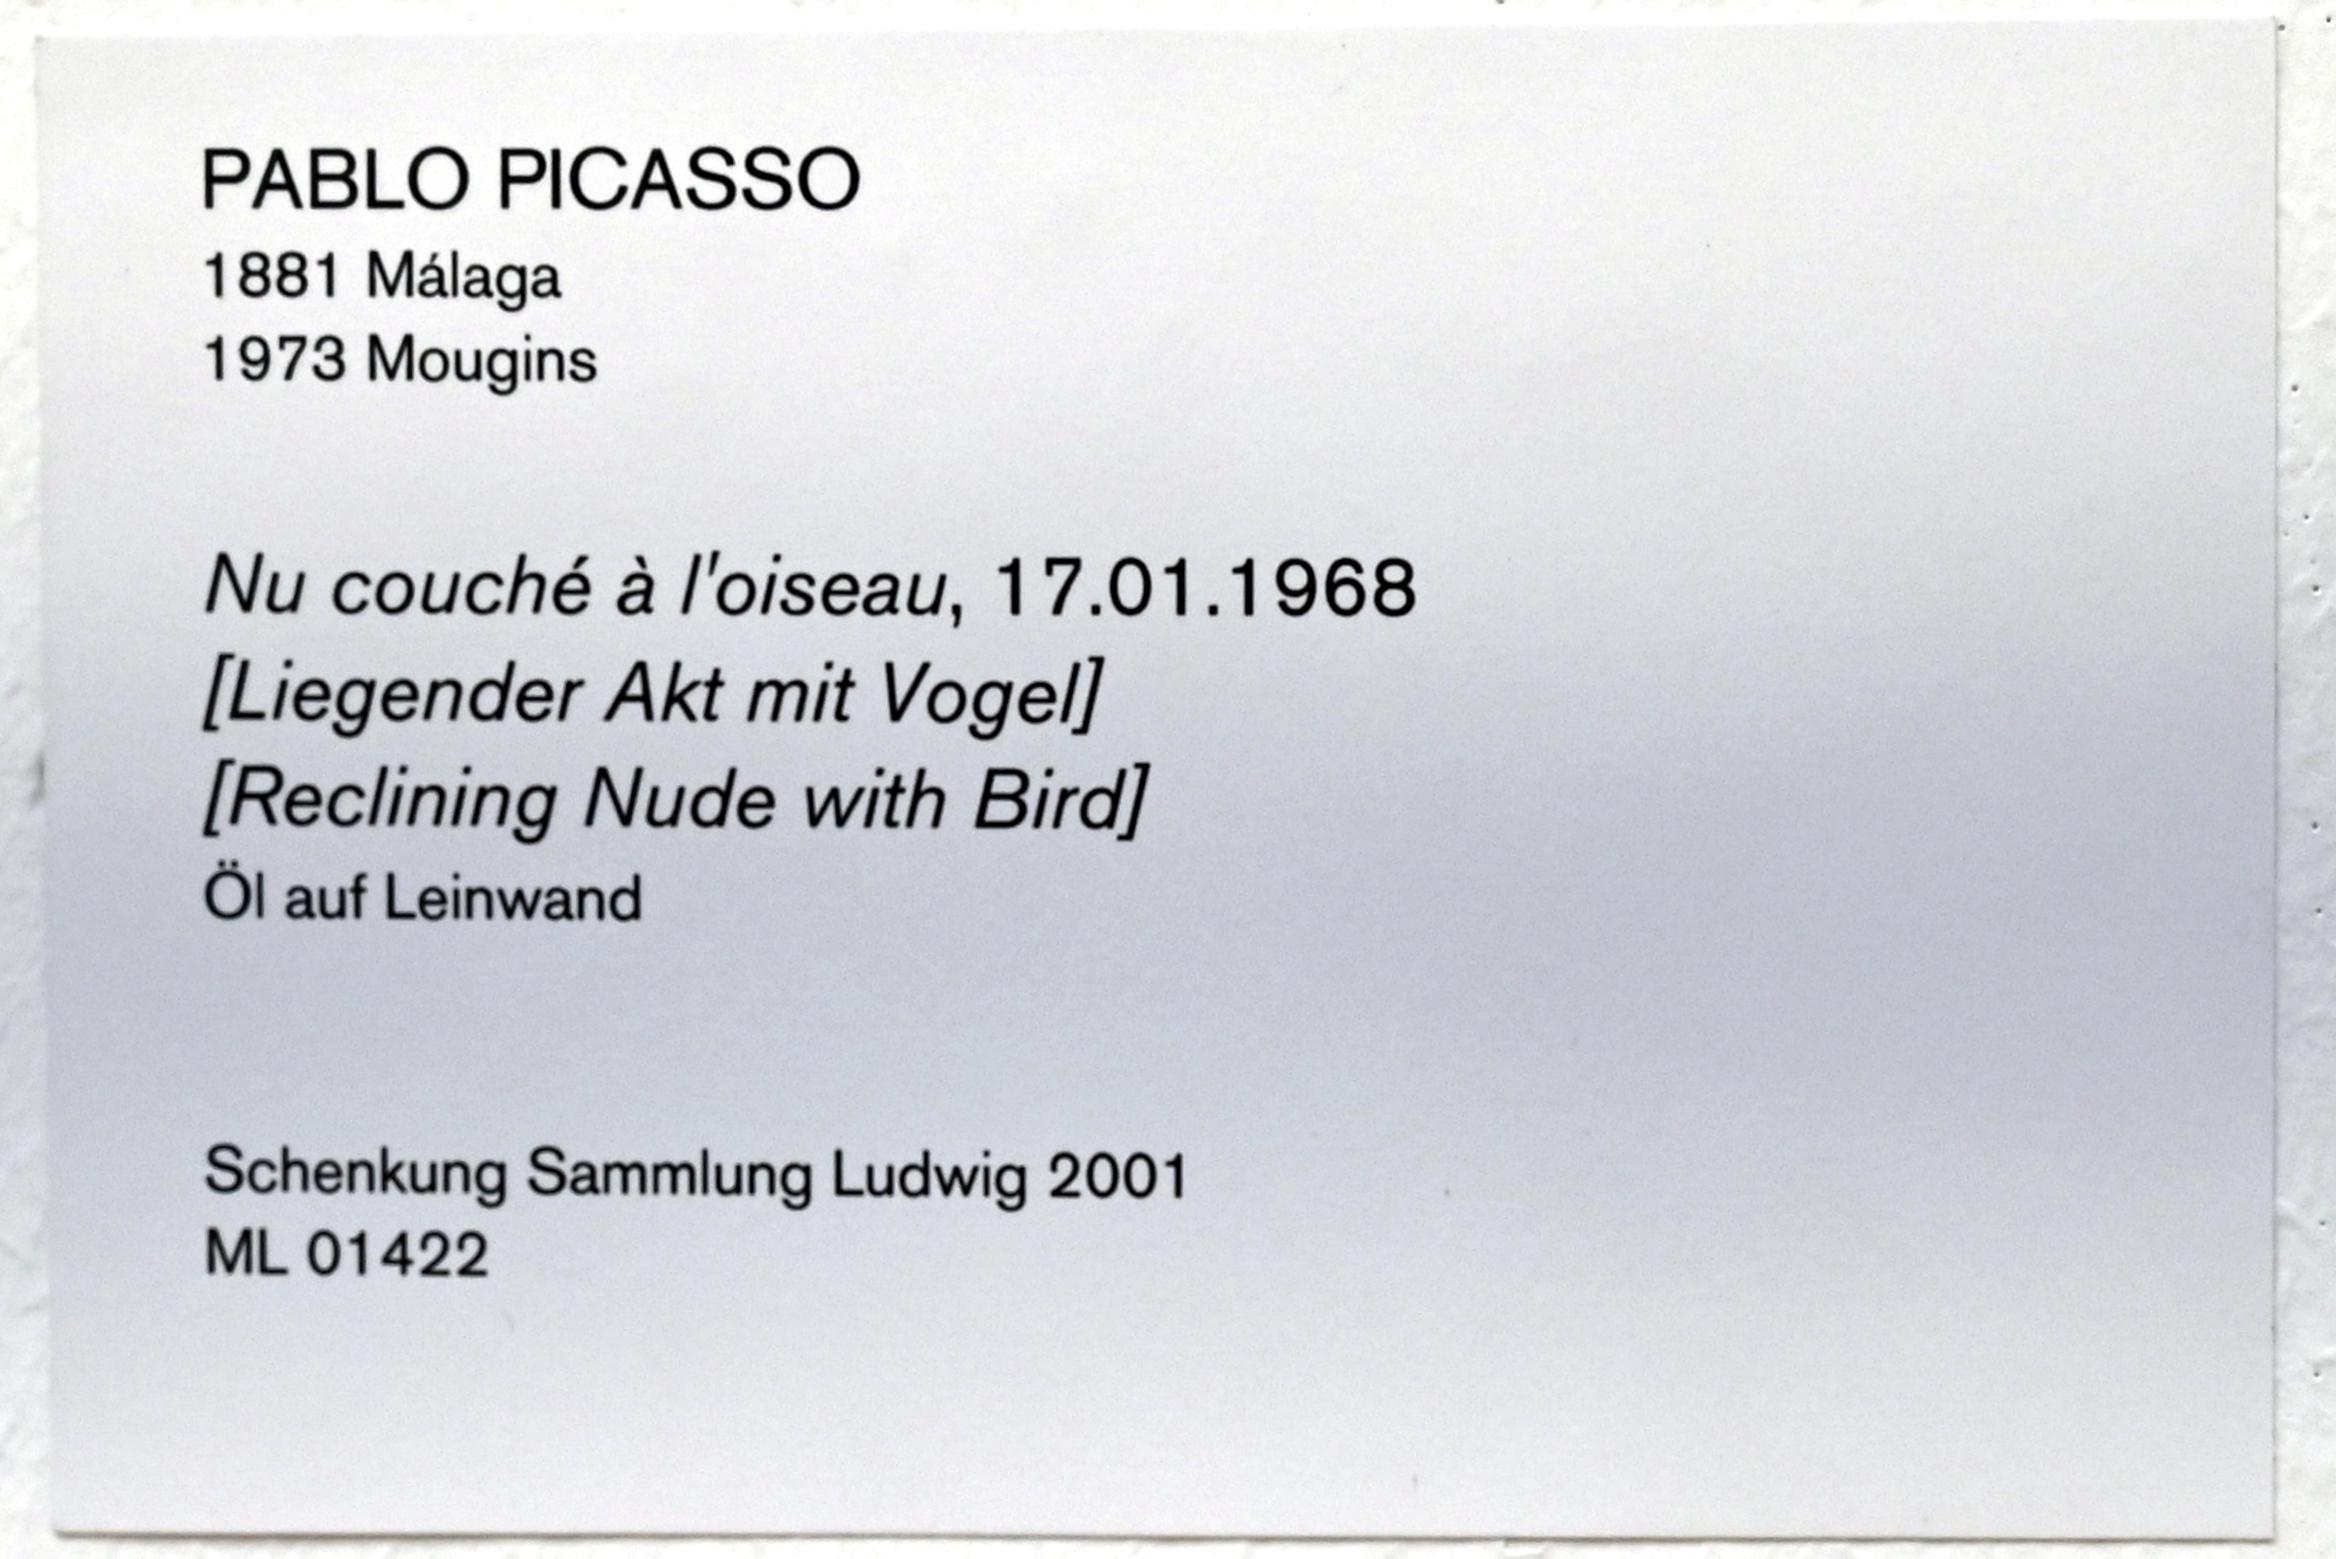 PABLO PICASSO
1881 Málaga
1973 Mougins
Nu couché à l'oiseau, 17.01.1968
[Liegender Akt mit Vogel]
[Reclining Nude with Bird]
Öl auf Leinwand
Schenkung Sammlung Ludwig 2001
ML 01422